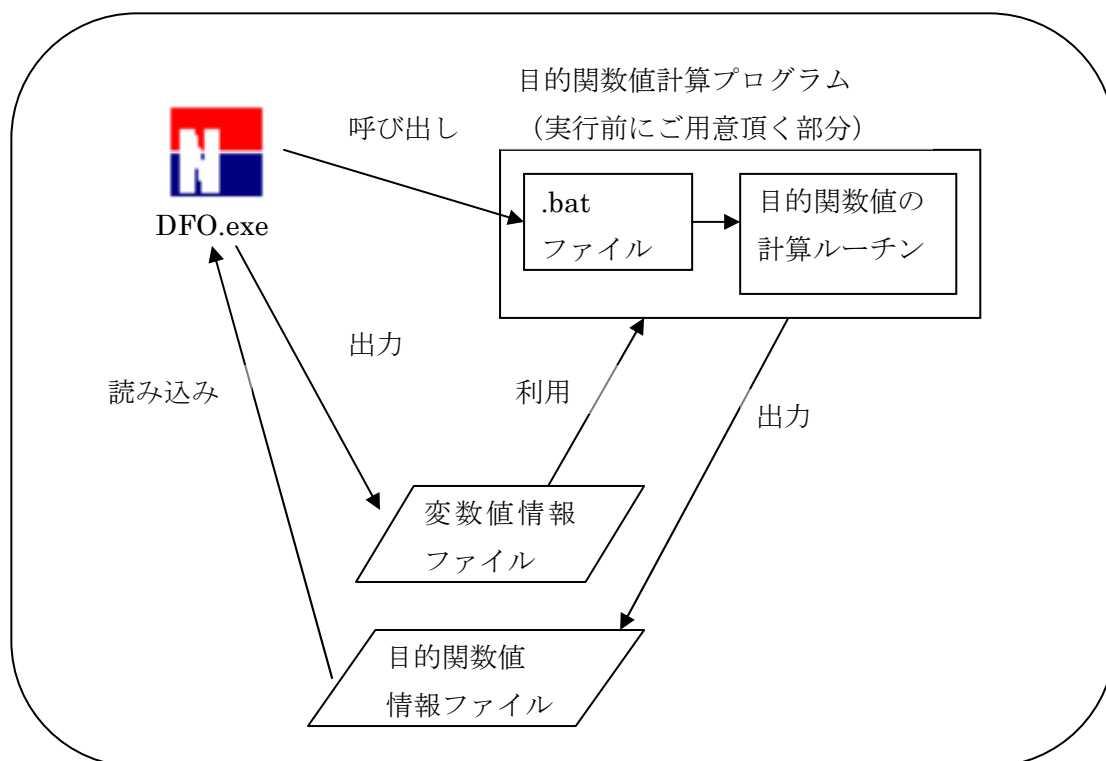 目的関数値計算プログラム
(実行前にご用意頂く部分)
呼び出し
N
DFO.exe
.bat
ファイル
目的関数値の
計算ルーチン
出力
読み込み
利用
出力
変数値情報
ファイル
目的関数値
情報ファイル